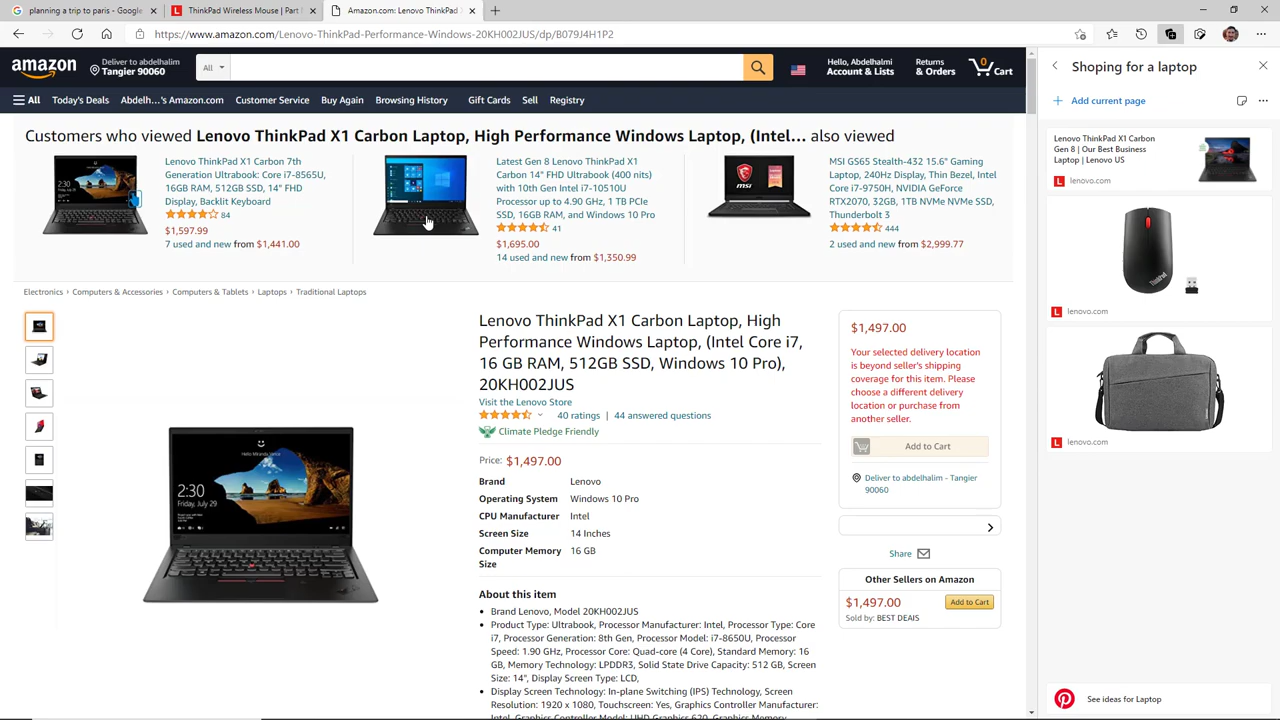 planning a trip to paris - Google
ThinkPad Wireless Mouse | Part
Amazon.com: Lenovo ThinkPad
https://www.amazon.com/Lenovo-ThinkPad-Performance-Windows-20KH002JUS/dp/B079J4H1P2
amazon
Deliver to abdelhalim
Tangier 90060
All
Hello, Abdelhalmi
Account & Lists
Returns
& Orders
0
Cart
All
Today's Deals
Abdelh...'s Amazon.com
Customer Service
Buy Again
Browsing History
Gift Cards
Sell
Registry
Customers who viewed Lenovo ThinkPad X1 Carbon Laptop, High Performance Windows Laptop, (Intel... also viewed
Lenovo ThinkPad X1 Carbon 7th
Generation Ultrabook: Core i7-8565U,
16GB RAM, 512GB SSD, 14" FHD
Display, Backlit Keyboard
84
$1,597.99
7 used and new from $1,441.00
Latest Gen 8 Lenovo ThinkPad X1
Carbon 14" FHD Ultrabook (400 nits)
with 10th Gen Intel i7-10510U
Processor up to 4.90 GHz, 1 TB PCIe
SSD, 16GB RAM, and Windows 10 Pro
41
$1,695.00
14 used and new from $1,350.99
MSI GS65 Stealth-432 15.6" Gaming
Laptop, 240Hz Display, Thin Bezel, Intel
Core i7-9750H, NVIDIA GeForce
RTX2070, 32GB, 1TB NVMe NVMe SSD,
Thunderbolt 3
444
2 used and new from $2,999.77
Electronics › Computers & Accessories › Computers & Tablets › Laptops › Traditional Laptops
Lenovo ThinkPad X1 Carbon Laptop, High
Performance Windows Laptop, (Intel Core i7,
16 GB RAM, 512GB SSD, Windows 10 Pro),
20KH002JUS
Visit the Lenovo Store
40 ratings | 44 answered questions
Climate Pledge Friendly
Price: $1,497.00
Brand Lenovo
Operating System Windows 10 Pro
CPU Manufacturer Intel
Screen Size 14 Inches
Computer Memory 16 GB
Size
About this item
• Brand Lenovo, Model 20KH002JUS
• Product Type: Ultrabook, Processor Manufacturer: Intel, Processor Type: Core
i7, Processor Generation: 8th Gen, Processor Model: i7-8650U, Processor
Speed: 1.90 GHz, Processor Core: Quad-core (4 Core), Standard Memory: 16
GB, Memory Technology: LPDDR3, Solid State Drive Capacity: 512 GB, Screen
Size: 14", Display Screen Type: LCD,
• Display Screen Technology: In-plane Switching (IPS) Technology, Screen
Resolution: 1920 x 1080, Touchscreen: Yes, Graphics Controller Manufacturer:
Intel, Graphics Controller Model: UHD Graphics 620, Graphics Memory
2:30
Friday, July 29
$1,497.00
Your selected delivery location
is beyond seller's shipping
coverage for this item. Please
choose a different delivery
location or purchase from
another seller.
Add to Cart
Deliver to abdelhalim - Tangier
90060
Share
Other Sellers on Amazon
$1,497.00
Add to Cart
Sold by: BEST DEAlS
Shoping for a laptop
Add current page
Lenovo ThinkPad X1 Carbon
Gen 8 | Our Best Business
Laptop | Lenovo US
lenovo.com
ThinkPad
lenovo.com
lenovo.com
See ideas for Laptop